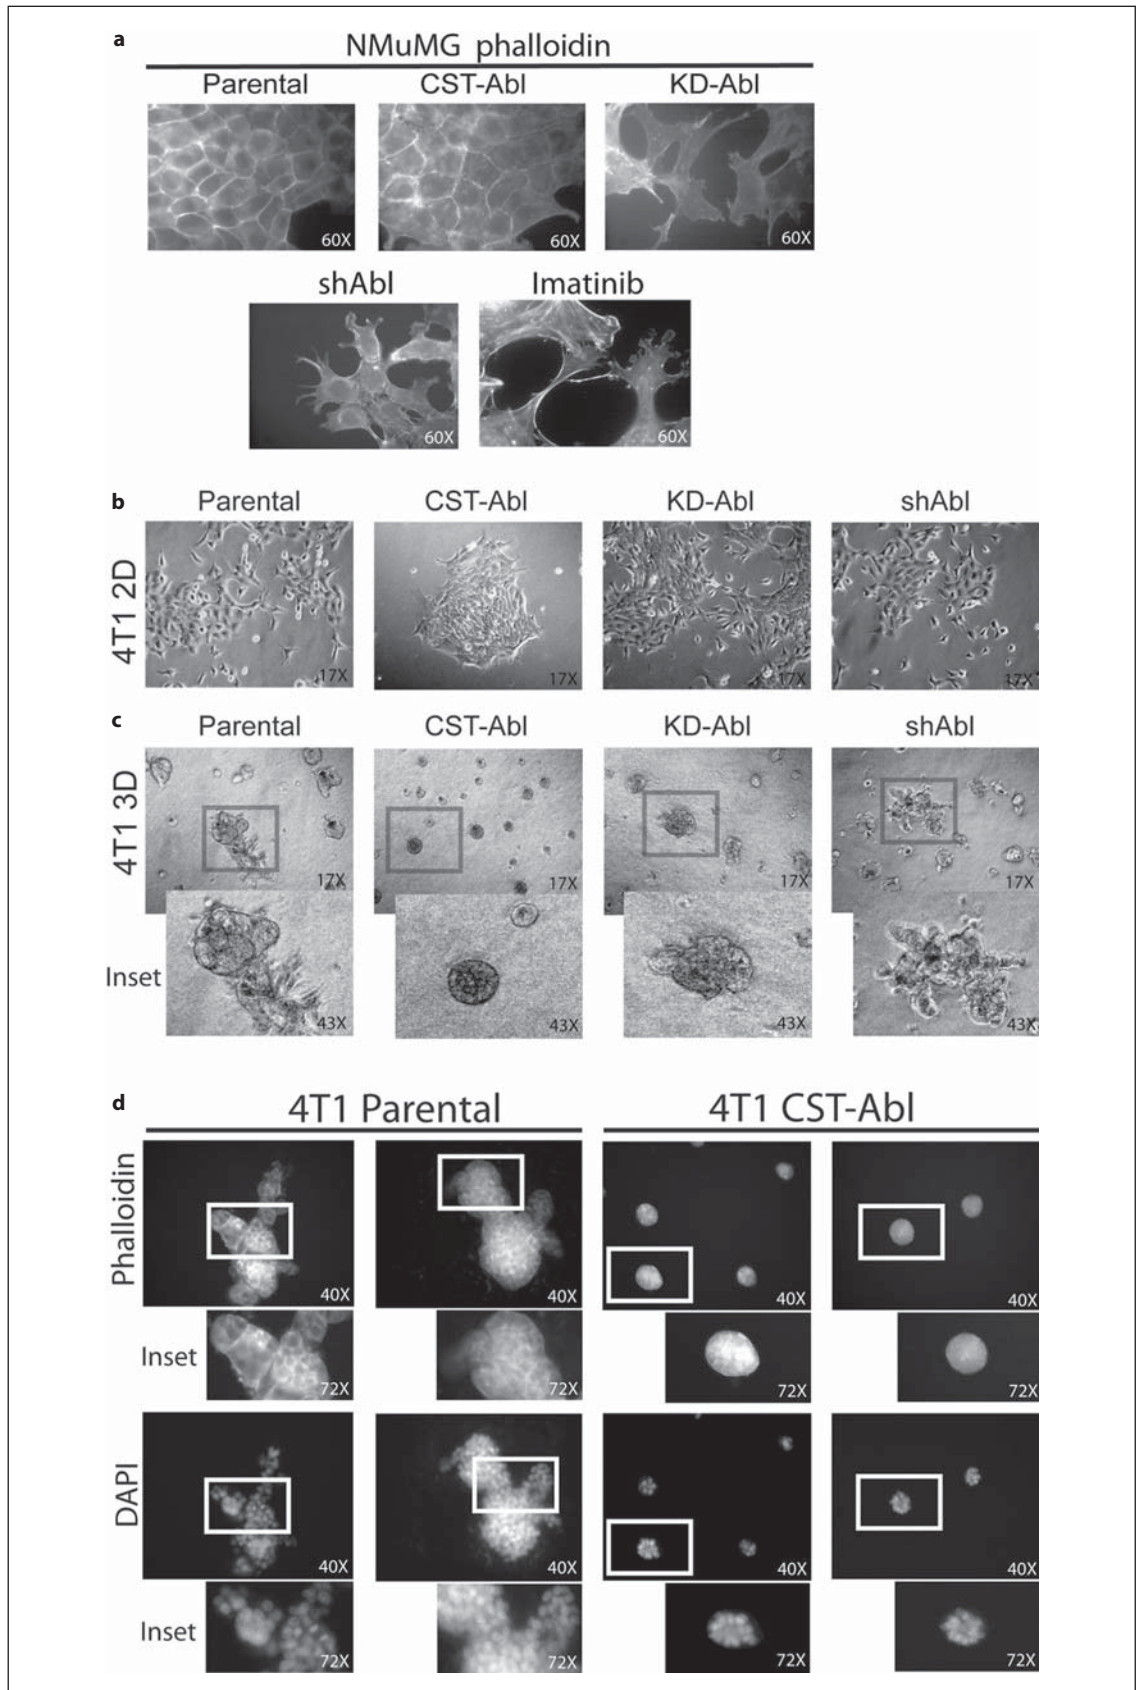 a
NMuMG phalloidin
Parental CST-Abl KD-Abl
60X 60X 60X
shAbl Imatinib
60X 60X
b
Parental CST-Abl KD-Abl shAbl
4T1 2D
17X 17X 17X 17X
c
Parental CST-Abl KD-Abl shAbl
4T1 3D
17X 17X 17X 17X
Inset
43X 43X 43X 43X
d
4T1 Parental 4T1 CST-Abl
Phalloidin
40X 40X 40X 40X
Inset
72X 72X 72X 72X
DAPI
40X 40X 40X 40X
Inset
72X 72X 72X 72X